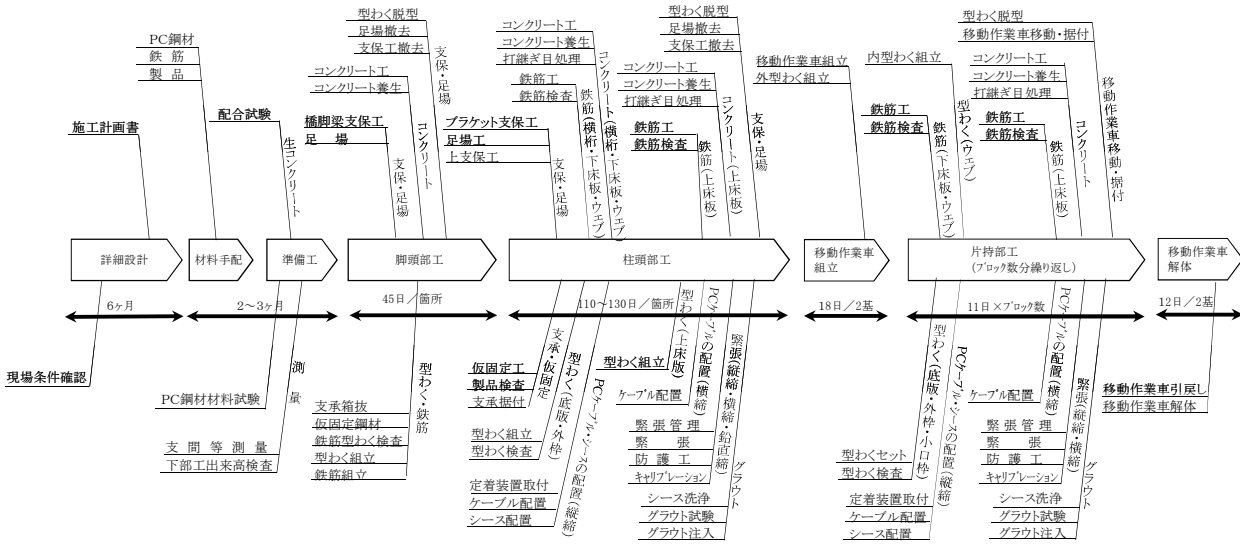 PC鋼材
鉄 筋
製 品
施工計画書
配合試験
生コンクリート
型わく脱型
足場撤去
支保工撤去
支保・足場
コンクリート工
コンクリート養生
コンクリート
橋脚梁支保工
足 場
支保・足場
コンクリート工
コンクリート養生
打継ぎ目処理
コンクリート(横桁・下床板・ウェブ)
鉄筋工
鉄筋検査
鉄筋(横桁・下床板・ウェブ)
ブラケット支保工
足場工
上支保工
支保・足場
型わく脱型
足場撤去
支保工撤去
支保・足場
コンクリート工
コンクリート養生
打継ぎ目処理
コンクリート(上床板)
鉄筋工
鉄筋検査
鉄筋(上床板)
移動作業車組立
外型わく組立
内型わく組立
型わく(ウェブ)
鉄筋工
鉄筋検査
鉄筋(下床板・ウェブ)
型わく脱型
移動作業車移動・据付
移動作業車移動・据付
コンクリート工
コンクリート養生
打継ぎ目処理
コンクリート
鉄筋工
鉄筋検査
鉄筋(上床板)
詳細設計
材料手配
準備工
脚頭部工
柱頭部工
移動作業車
組立
片持部工
(ブロック数分繰り返し)
移動作業車
解体
6ヶ月
2～3ヶ月
45日／箇所
110～130日／箇所
18日／2基
11日×ブロック数
12日／2基
現場条件確認
PC鋼材材料試験
測 量
支 間 等 測 量
下部工出来高検査
型わく・鉄筋
支承箱抜
仮固定鋼材
鉄筋型わく検査
型わく組立
鉄筋組立
支承・仮固定
仮固定工
製品検査
支承据付
型わく(底版・外枠)
型わく組立
型わく検査
PCケーブル・シースの配置(縦締)
定着装置取付
ケーブル配置
シース配置
型わく(上床版)
型わく組立
PCケーブルの配置(横締)
ケーブル配置
緊張(縦締・横締・鉛直締)
緊張管理
緊 張
防護工
キャリブレーション
グラウト
シース洗浄
グラウト試験
グラウト注入
型わく(底版・外枠・小口枠)
型わくセット
型わく検査
PCケーブル・シースの配置(縦締)
定着装置取付
ケーブル配置
シース配置
PCケーブルの配置(横締)
ケーブル配置
緊張(縦締・横締)
緊張管理
緊 張
防護工
キャリブレーション
グラウト
シース洗浄
グラウト試験
グラウト注入
移動作業車引戻し
移動作業車解体